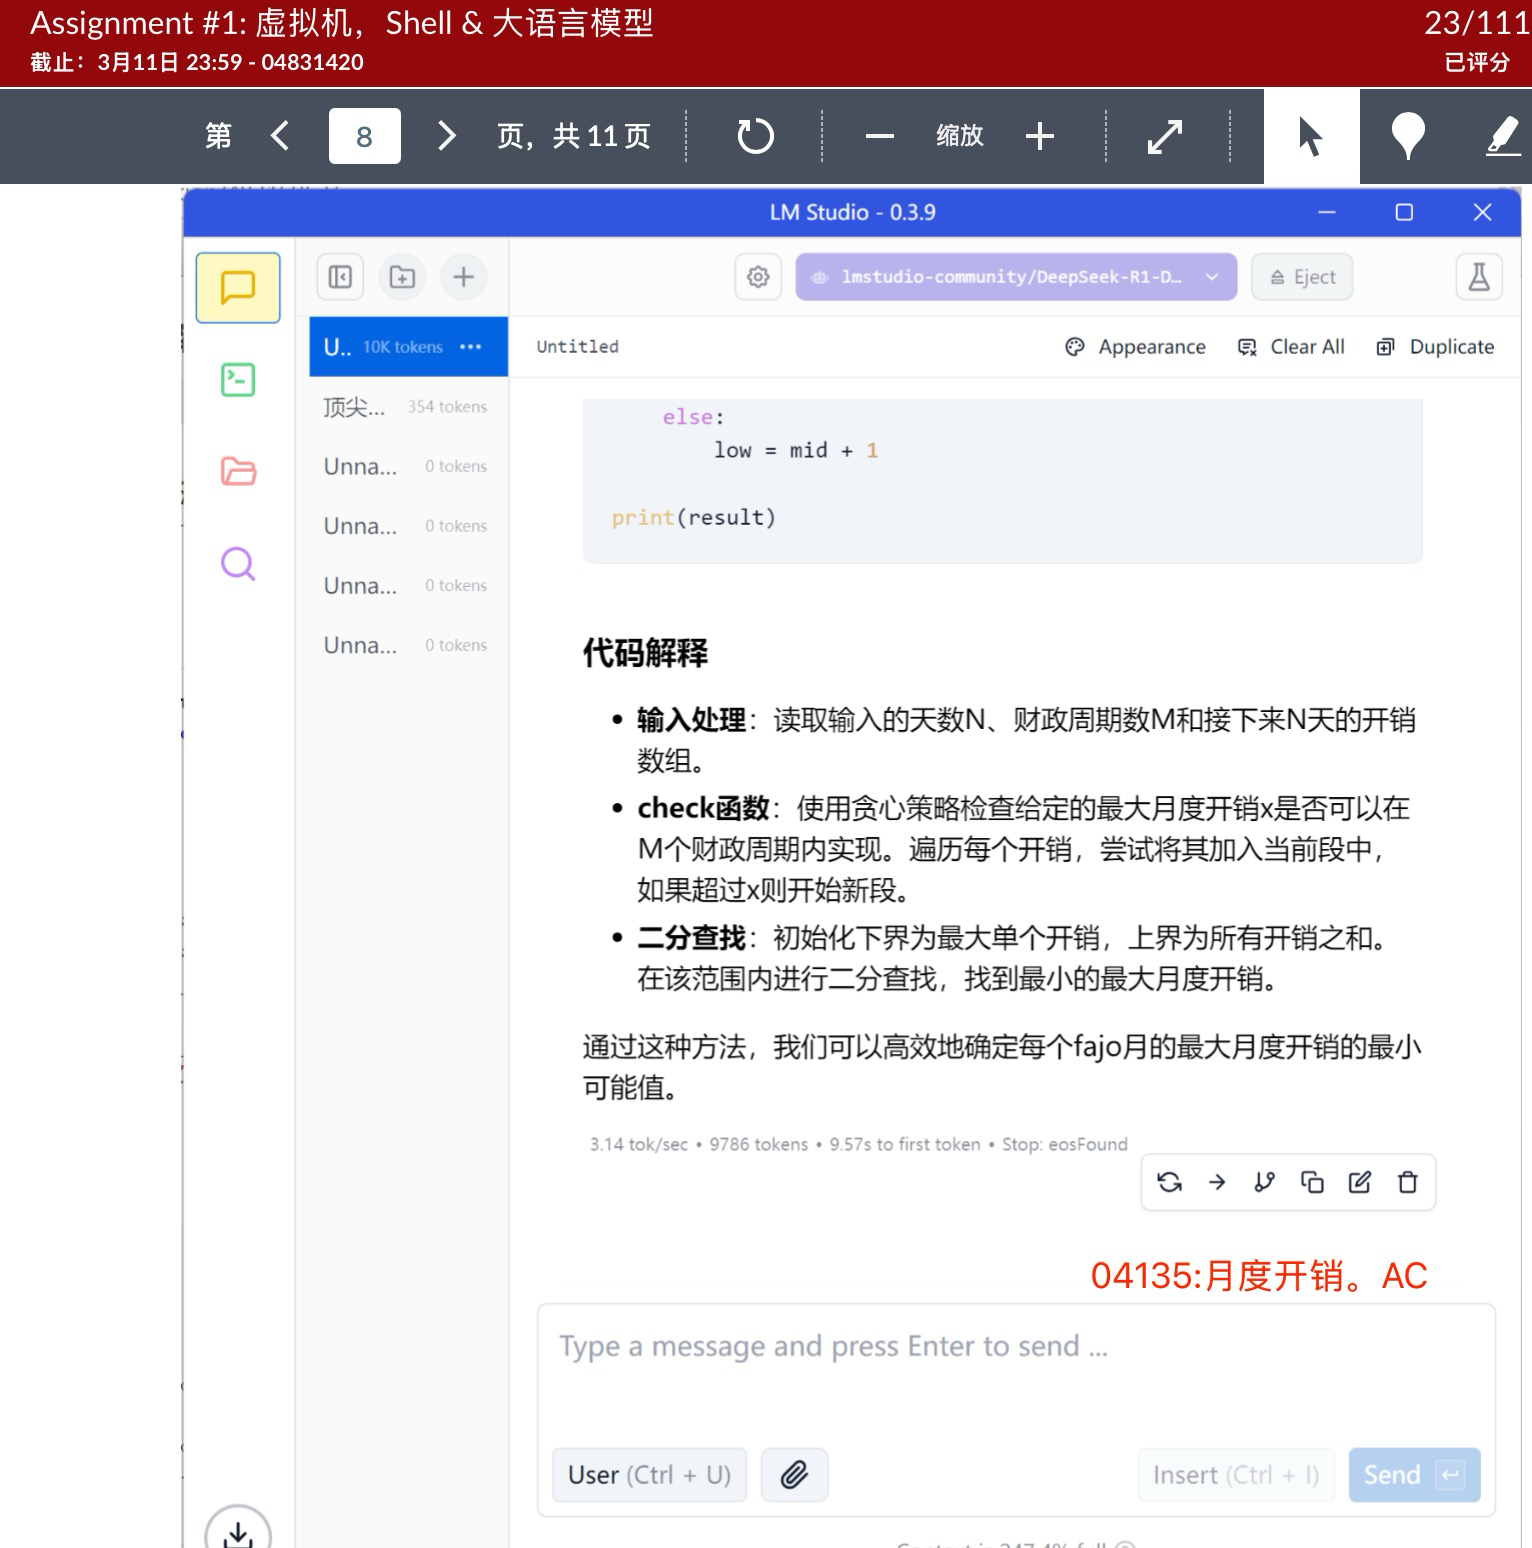 Assignment #1: 虚拟机，Shell & 大语言模型
23/111
截止：3月11日 23:59 - 04831420
已评分
第 8 页，共 11 页
缩放
LM Studio - 0.3.9
lmstudio-community/DeepSeek-R1-D...
Eject
U.. 10K tokens
Untitled
Appearance
Clear All
Duplicate
顶尖... 354 tokens
Unna... 0 tokens
Unna... 0 tokens
Unna... 0 tokens
Unna... 0 tokens
else:
low = mid + 1
print(result)
代码解释
• 输入处理：读取输入的天数N、财政周期数M和接下来N天的开销
数组。
• check函数：使用贪心策略检查给定的最大月度开销x是否可以在
M个财政周期内实现。遍历每个开销，尝试将其加入当前段中，
如果超过x则开始新段。
• 二分查找：初始化下界为最大单个开销，上界为所有开销之和。
在该范围内进行二分查找，找到最小的最大月度开销。
通过这种方法，我们可以高效地确定每个fajo月的最大月度开销的最小
可能值。
3.14 tok/sec • 9786 tokens • 9.57s to first token • Stop: eosFound
04135:月度开销。AC
Type a message and press Enter to send ...
User (Ctrl + U)
Insert (Ctrl + I)
Send